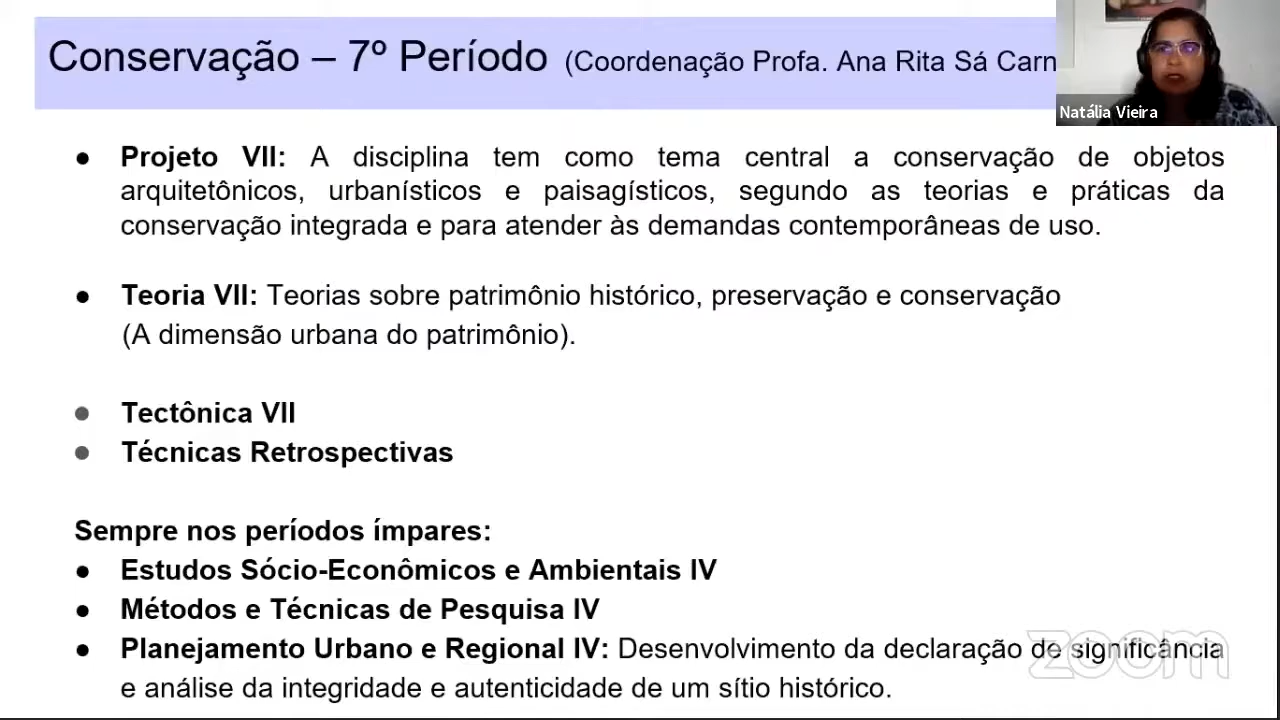 Conservação – 7º Período (Coordenação Profa. Ana Rita Sá Carn
Natália Vieira
● Projeto VII: A disciplina tem como tema central a conservação de objetos
arquitetônicos, urbanísticos e paisagísticos, segundo as teorias e práticas da
conservação integrada e para atender às demandas contemporâneas de uso.
● Teoria VII: Teorias sobre patrimônio histórico, preservação e conservação
(A dimensão urbana do patrimônio).
● Tectônica VII
● Técnicas Retrospectivas
Sempre nos períodos ímpares:
● Estudos Sócio-Econômicos e Ambientais IV
● Métodos e Técnicas de Pesquisa IV
● Planejamento Urbano e Regional IV: Desenvolvimento da declaração de significância
e análise da integridade e autenticidade de um sítio histórico.
zoom